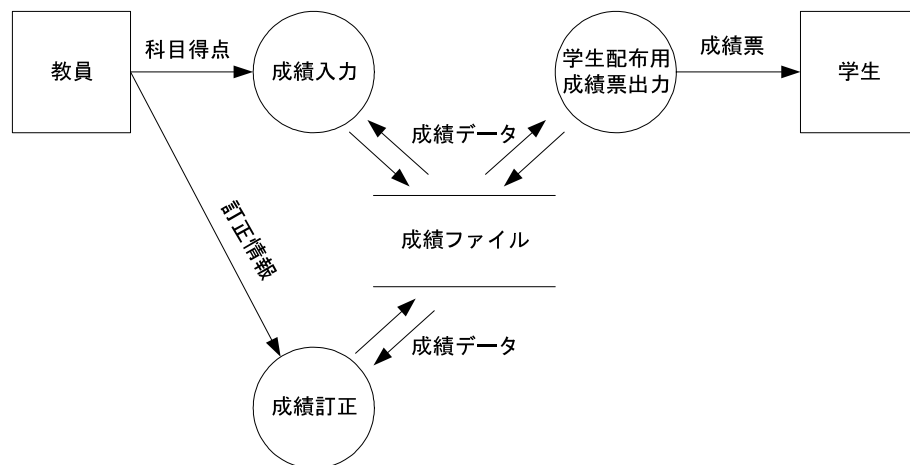 教員
科目得点
成績入力
学生配布用
成績票出力
成績票
学生
成績データ
成績ファイル
訂正情報
成績データ
成績訂正